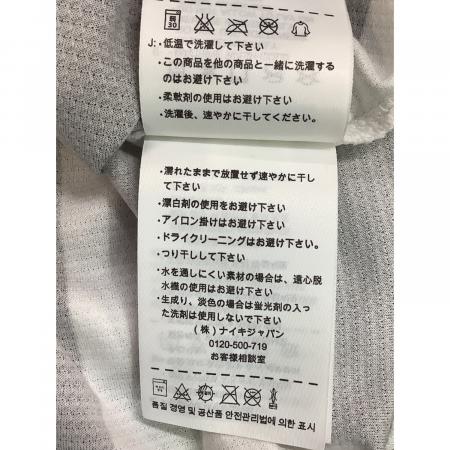 弱
30
J: ・低温で洗濯して下さい
・この商品を他の商品と一緒に洗濯する
のはお避け下さい
・柔軟剤の使用はお避け下さい
・洗濯後、速やかに干してください。
・濡れたままで放置せず速やかに干し
て下さい
・漂白剤の使用をお避け下さい
・アイロン掛けはお避け下さい
・ドライクリーニングはお避け下さい。
・つり干しして下さい
・水を通しにくい素材の場合は、遠心脱
水機の使用はお避け下さい
・生成り、淡色の場合は蛍光剤の入っ
た洗剤は使用しないで下さい
(株) ナイキジャパン
0120-500-719
お客様相談室
품질 경영 및 공산품 안전관리법에 의한 표시